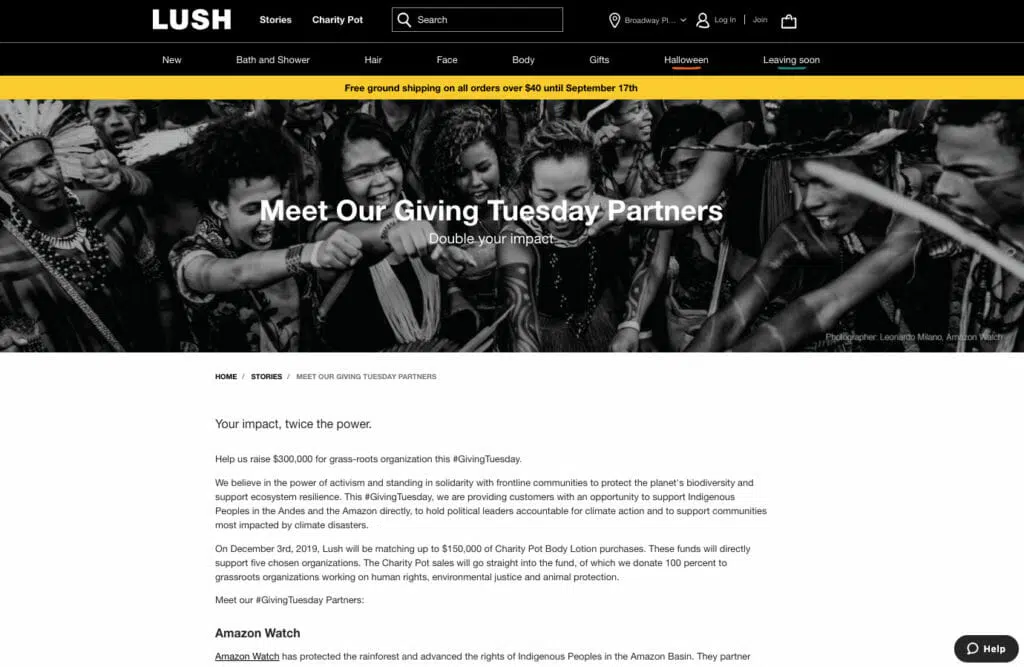 LUSH
Stories
Charity Pot
Search
Broadway Pl...
Log In
Join
New
Bath and Shower
Hair
Face
Body
Gifts
Halloween
Leaving soon
Free ground shipping on all orders over $40 until September 17th
Meet Our Giving Tuesday Partners
Double your impact
Photographer: Leonardo Milano, Amazon Watch
HOME / STORIES / MEET OUR GIVING TUESDAY PARTNERS
Your impact, twice the power.
Help us raise $300,000 for grass-roots organization this #GivingTuesday.
We believe in the power of activism and standing in solidarity with frontline communities to protect the planet's biodiversity and
support ecosystem resilience. This #GivingTuesday, we are providing customers with an opportunity to support Indigenous
Peoples in the Andes and the Amazon directly, to hold political leaders accountable for climate action and to support communities
most impacted by climate disasters.
On December 3rd, 2019, Lush will be matching up to $150,000 of Charity Pot Body Lotion purchases. These funds will directly
support five chosen organizations. The Charity Pot sales will go straight into the fund, of which we donate 100 percent to
grassroots organizations working on human rights, environmental justice and animal protection.
Meet our #GivingTuesday Partners:
Amazon Watch
Amazon Watch has protected the rainforest and advanced the rights of Indigenous Peoples in the Amazon Basin. They partner
Help